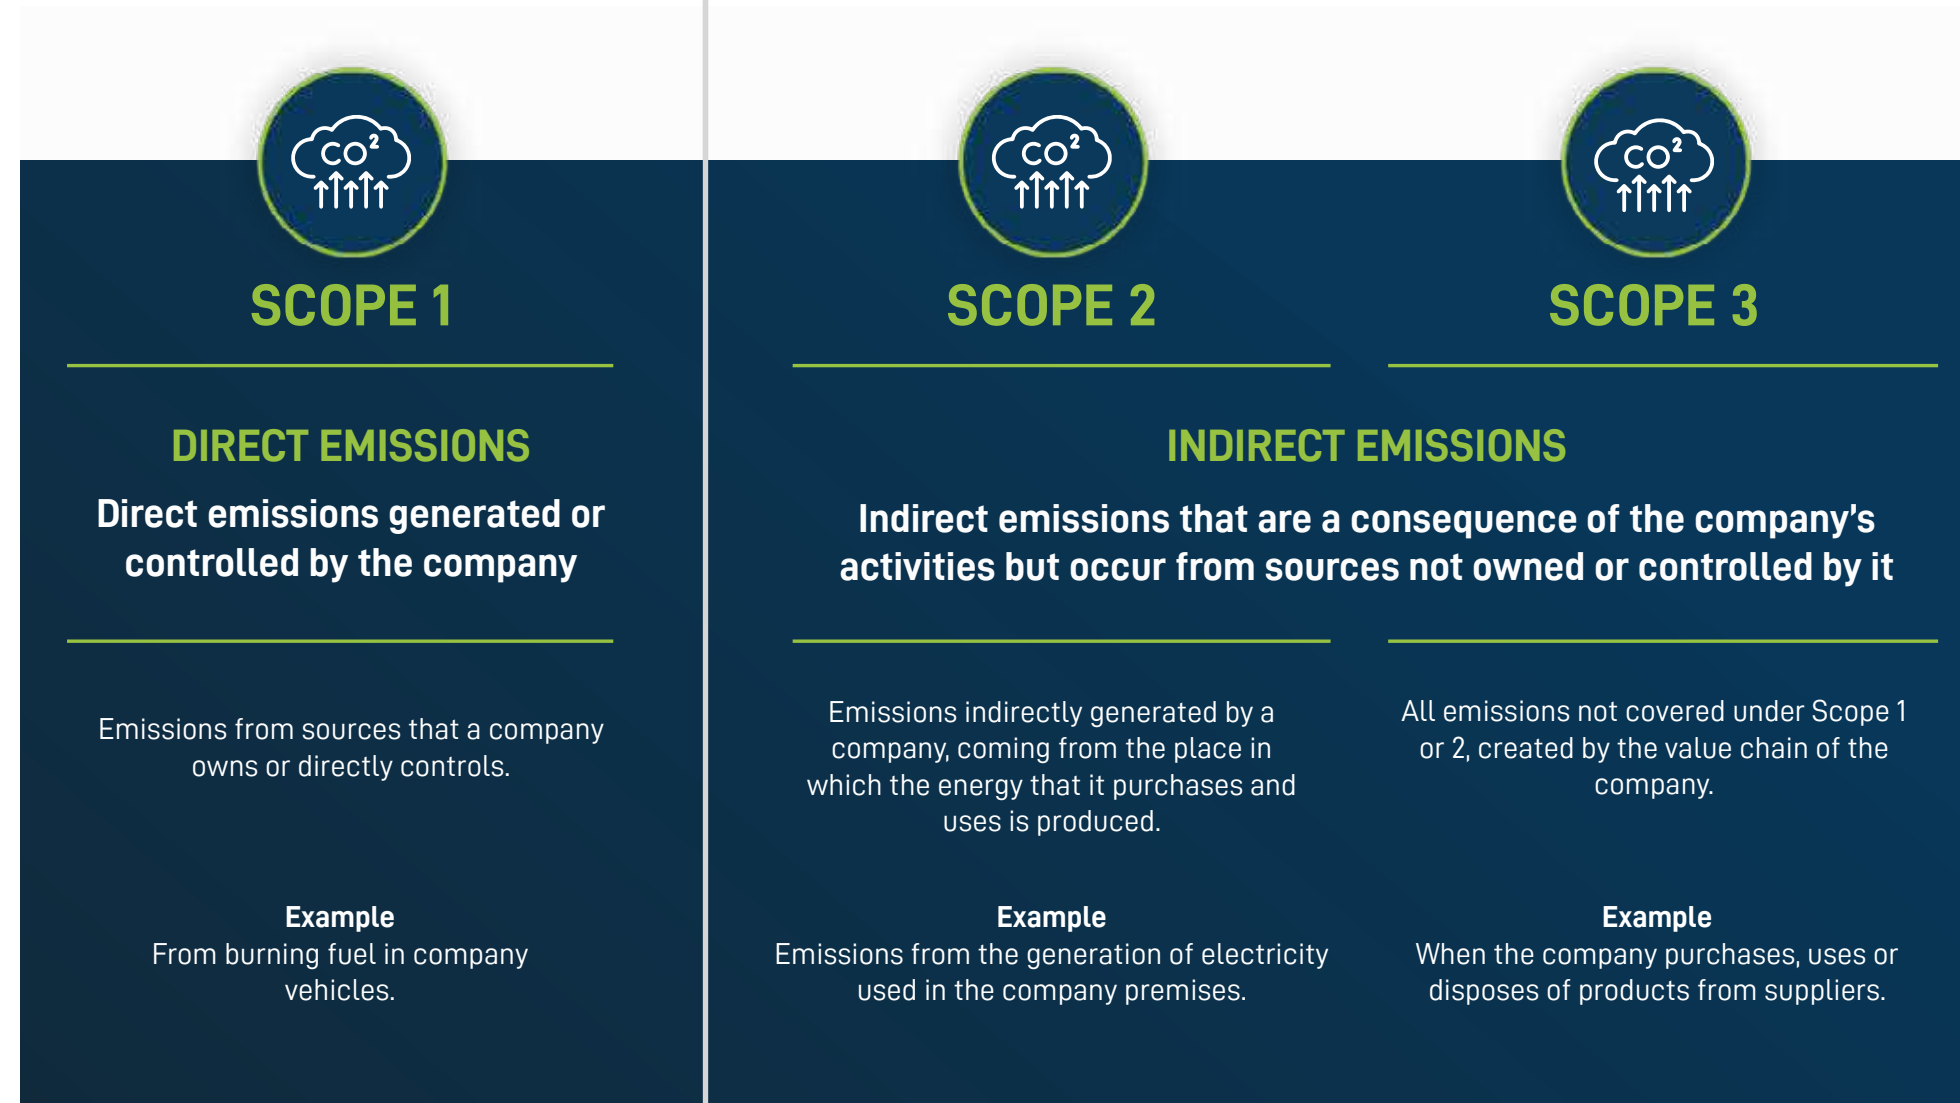 CO²
SCOPE 1
DIRECT EMISSIONS
Direct emissions generated or
controlled by the company
Emissions from sources that a company
owns or directly controls.
Example
From burning fuel in company
vehicles.
CO²
SCOPE 2
CO²
SCOPE 3
INDIRECT EMISSIONS
Indirect emissions that are a consequence of the company’s
activities but occur from sources not owned or controlled by it
Emissions indirectly generated by a
company, coming from the place in
which the energy that it purchases and
uses is produced.
Example
Emissions from the generation of electricity
used in the company premises.
All emissions not covered under Scope 1
or 2, created by the value chain of the
company.
Example
When the company purchases, uses or
disposes of products from suppliers.